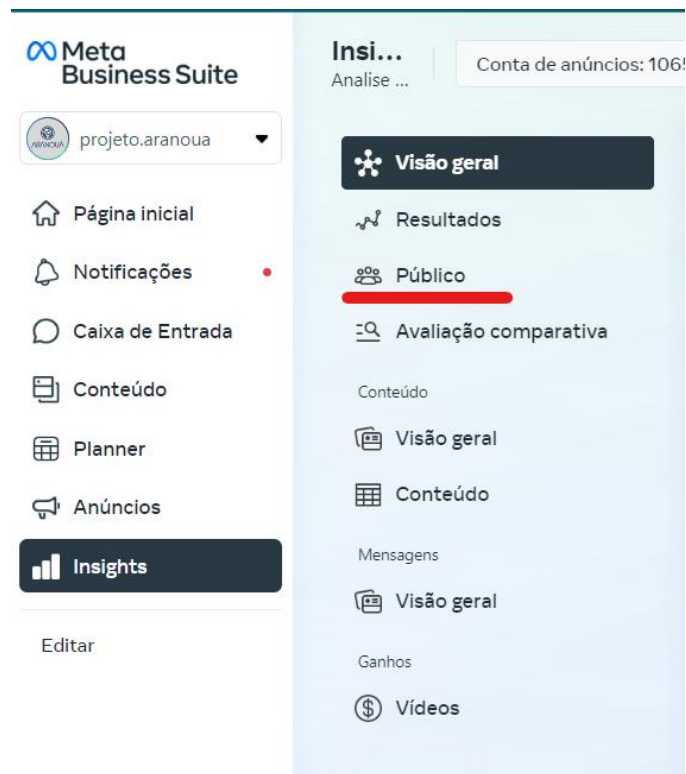 Meta
Business Suite
ARANOUÁ
projeto.aranoua
Página inicial
Notificações
Caixa de Entrada
Conteúdo
Planner
Anúncios
Insights
Editar
Insi...
Analise ...
Conta de anúncios: 1065
Visão geral
Resultados
Público
Avaliação comparativa
Conteúdo
Visão geral
Conteúdo
Mensagens
Visão geral
Ganhos
Vídeos